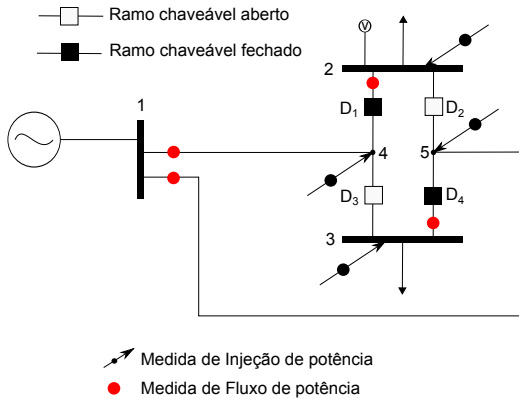 Ramo chaveável aberto
Ramo chaveável fechado
V
2
1
D1
D2
4
5
D3
D4
3
Medida de Injeção de potência
Medida de Fluxo de potência